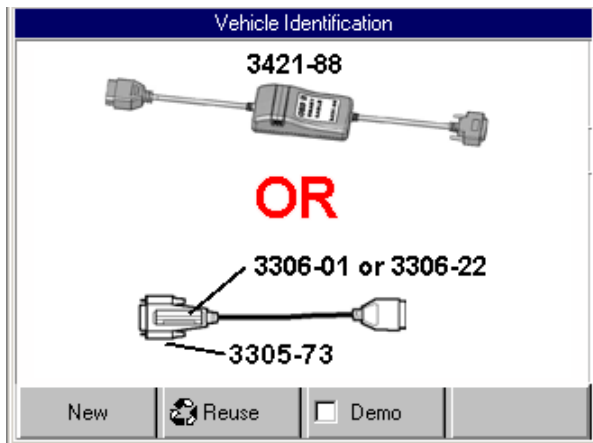 Vehicle Identification
3421-88
OR
3306-01 or 3306-22
3305-73
New
Reuse
Demo